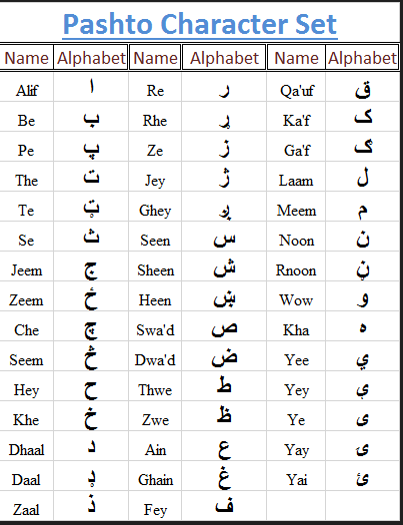 Pashto Character Set
Name Alphabet Name Alphabet Name Alphabet
Alif ا Re ر Qa'uf ق
Be ب Rhe ړ Ka'f ک
Pe پ Ze ز Ga'f ګ
The ت Jey ژ Laam ل
Te ټ Ghey ږ Meem م
Se ث Seen س Noon ن
Jeem ج Sheen ش Rnoon ڼ
Zeem ځ Heen ښ Wow و
Che چ Swa'd ص Kha ه
Seem څ Dwa'd ض Yee ي
Hey ح Thwe ط Yey ې
Khe خ Zwe ظ Ye ی
Dhaal د Ain ع Yay ۍ
Daal ډ Ghain غ Yai ئ
Zaal ذ Fey ف